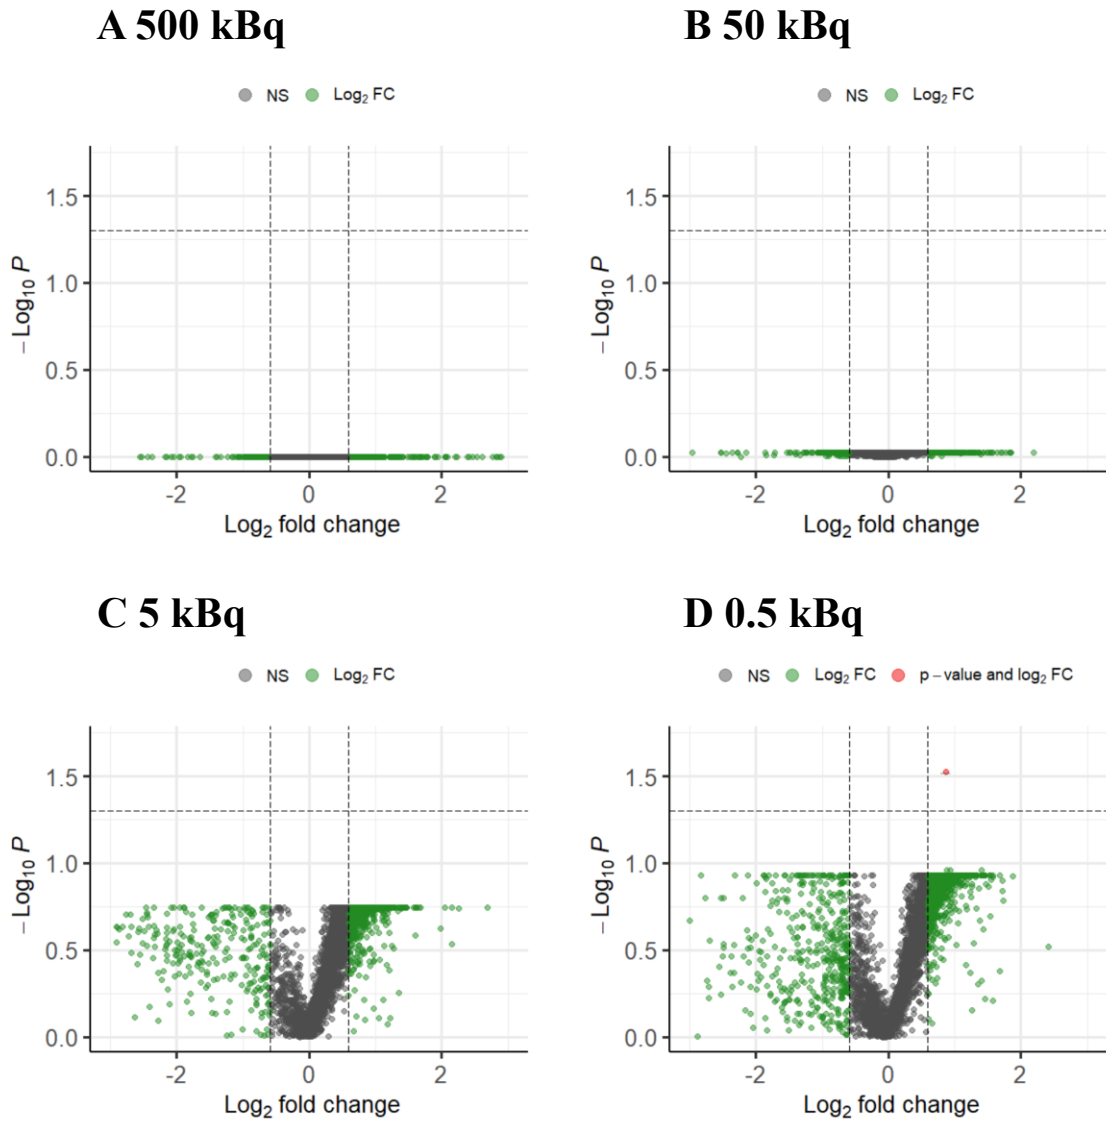 A 500 kBq
NS Log₂ FC
1.5
1.0
0.5
0.0
-2 0 2
− Log₁₀ P
Log₂ fold change
B 50 kBq
NS Log₂ FC
1.5
1.0
0.5
0.0
-2 0 2
− Log₁₀ P
Log₂ fold change
C 5 kBq
NS Log₂ FC
1.5
1.0
0.5
0.0
-2 0 2
− Log₁₀ P
Log₂ fold change
D 0.5 kBq
NS Log₂ FC p − value and log₂ FC
1.5
1.0
0.5
0.0
-2 0 2
− Log₁₀ P
Log₂ fold change